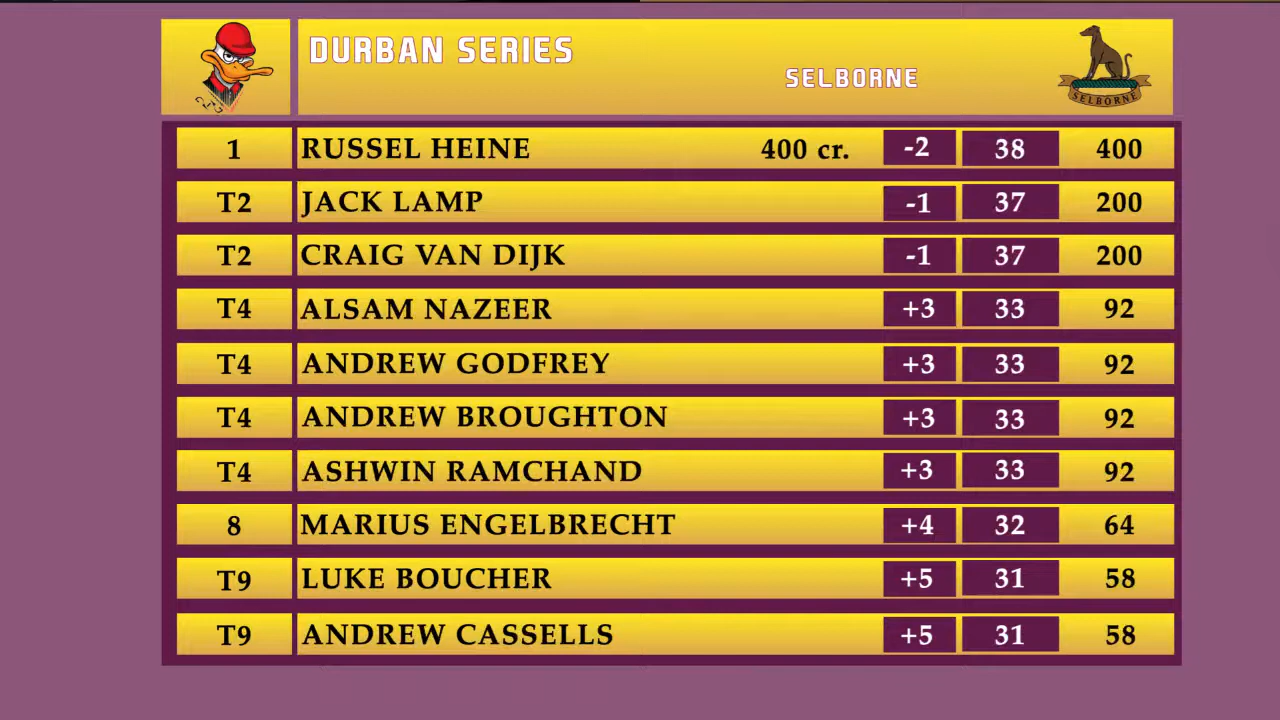 DURBAN SERIES
SELBORNE
SELBORNE
1 RUSSEL HEINE 400 cr. -2 38 400
T2 JACK LAMP -1 37 200
T2 CRAIG VAN DIJK -1 37 200
T4 ALSAM NAZEER +3 33 92
T4 ANDREW GODFREY +3 33 92
T4 ANDREW BROUGHTON +3 33 92
T4 ASHWIN RAMCHAND +3 33 92
8 MARIUS ENGELBRECHT +4 32 64
T9 LUKE BOUCHER +5 31 58
T9 ANDREW CASSELLS +5 31 58